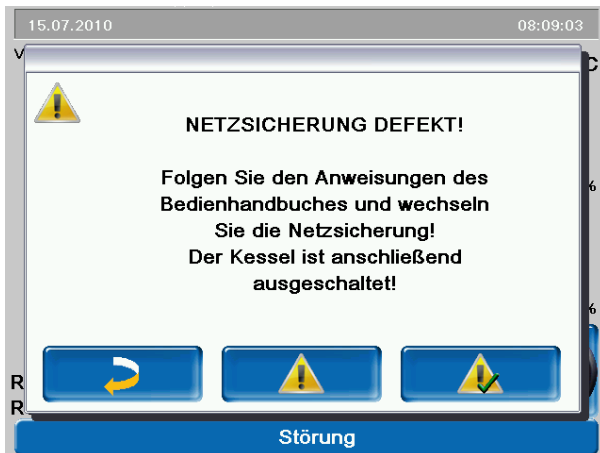 15.07.2010 08:09:03
V
C
NETZSICHERUNG DEFEKT!
Folgen Sie den Anweisungen des
%
Bedienhandbuches und wechseln
Sie die Netzsicherung!
Der Kessel ist anschließend
ausgeschaltet!
%
R
R
Störung